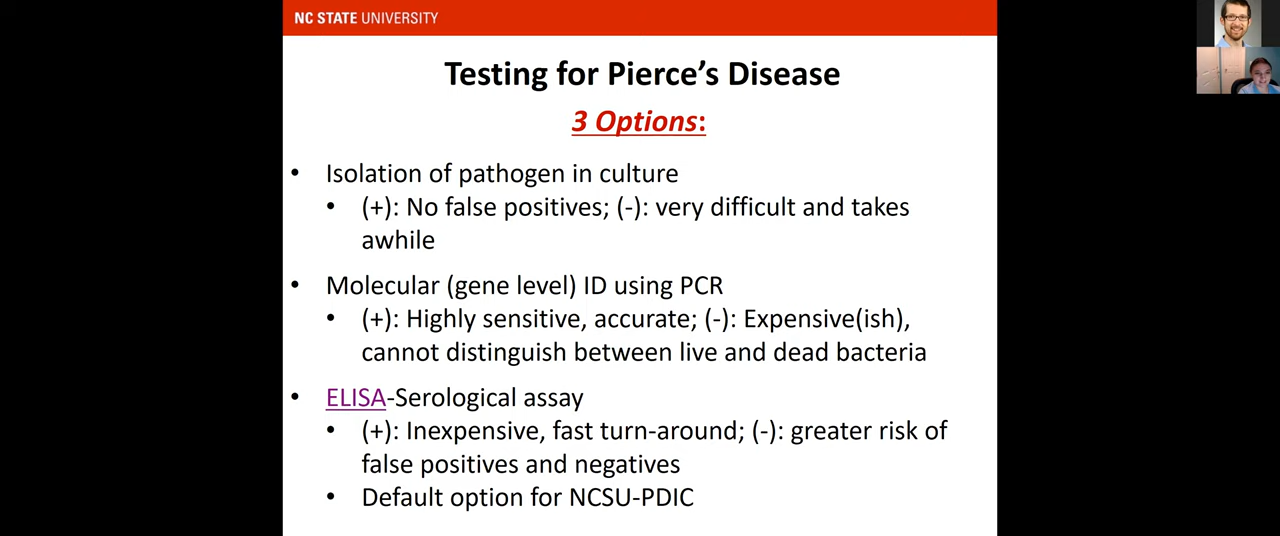 NC STATE UNIVERSITY
Testing for Pierce's Disease
3 Options:
• Isolation of pathogen in culture
• (+): No false positives; (-): very difficult and takes
awhile
• Molecular (gene level) ID using PCR
• (+): Highly sensitive, accurate; (-): Expensive(ish),
cannot distinguish between live and dead bacteria
• ELISA-Serological assay
• (+): Inexpensive, fast turn-around; (-): greater risk of
false positives and negatives
• Default option for NCSU-PDIC